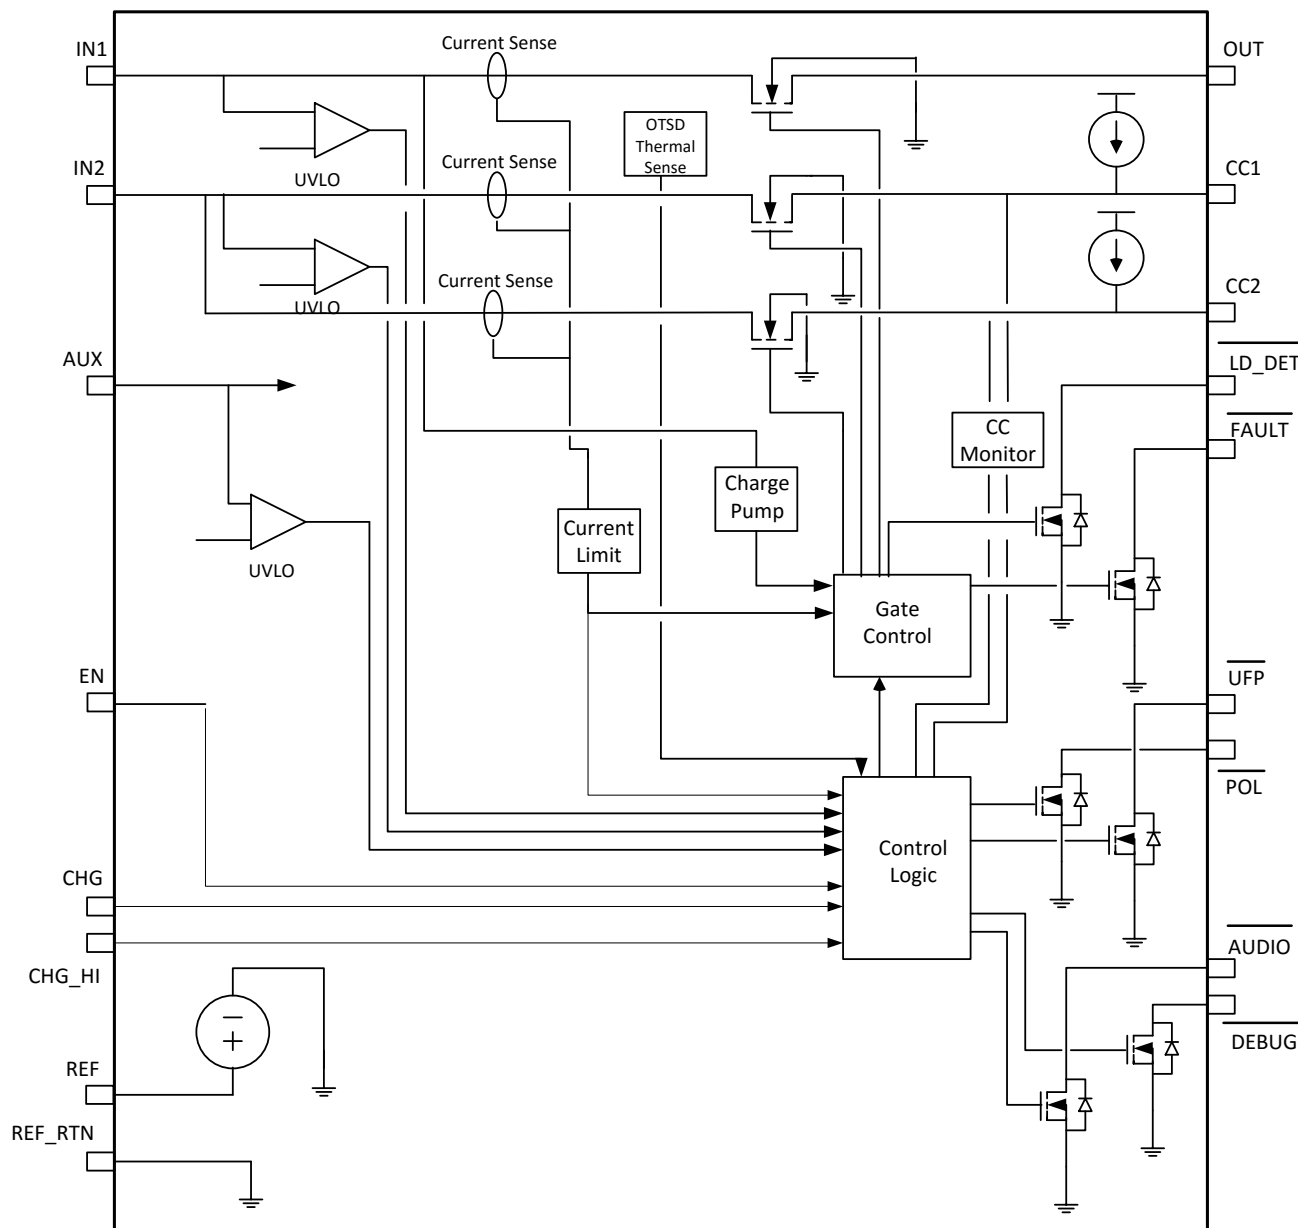 IN1
Current Sense
OUT
OTSD
Thermal
Sense
UVLO
IN2
Current Sense
CC1
UVLO
Current Sense
CC2
AUX
LD_DET
FAULT
CC
Monitor
Charge
Pump
Current
Limit
UVLO
Gate
Control
EN
UFP
POL
Control
Logic
CHG
CHG_HI
AUDIO
DEBUG
REF
REF_RTN